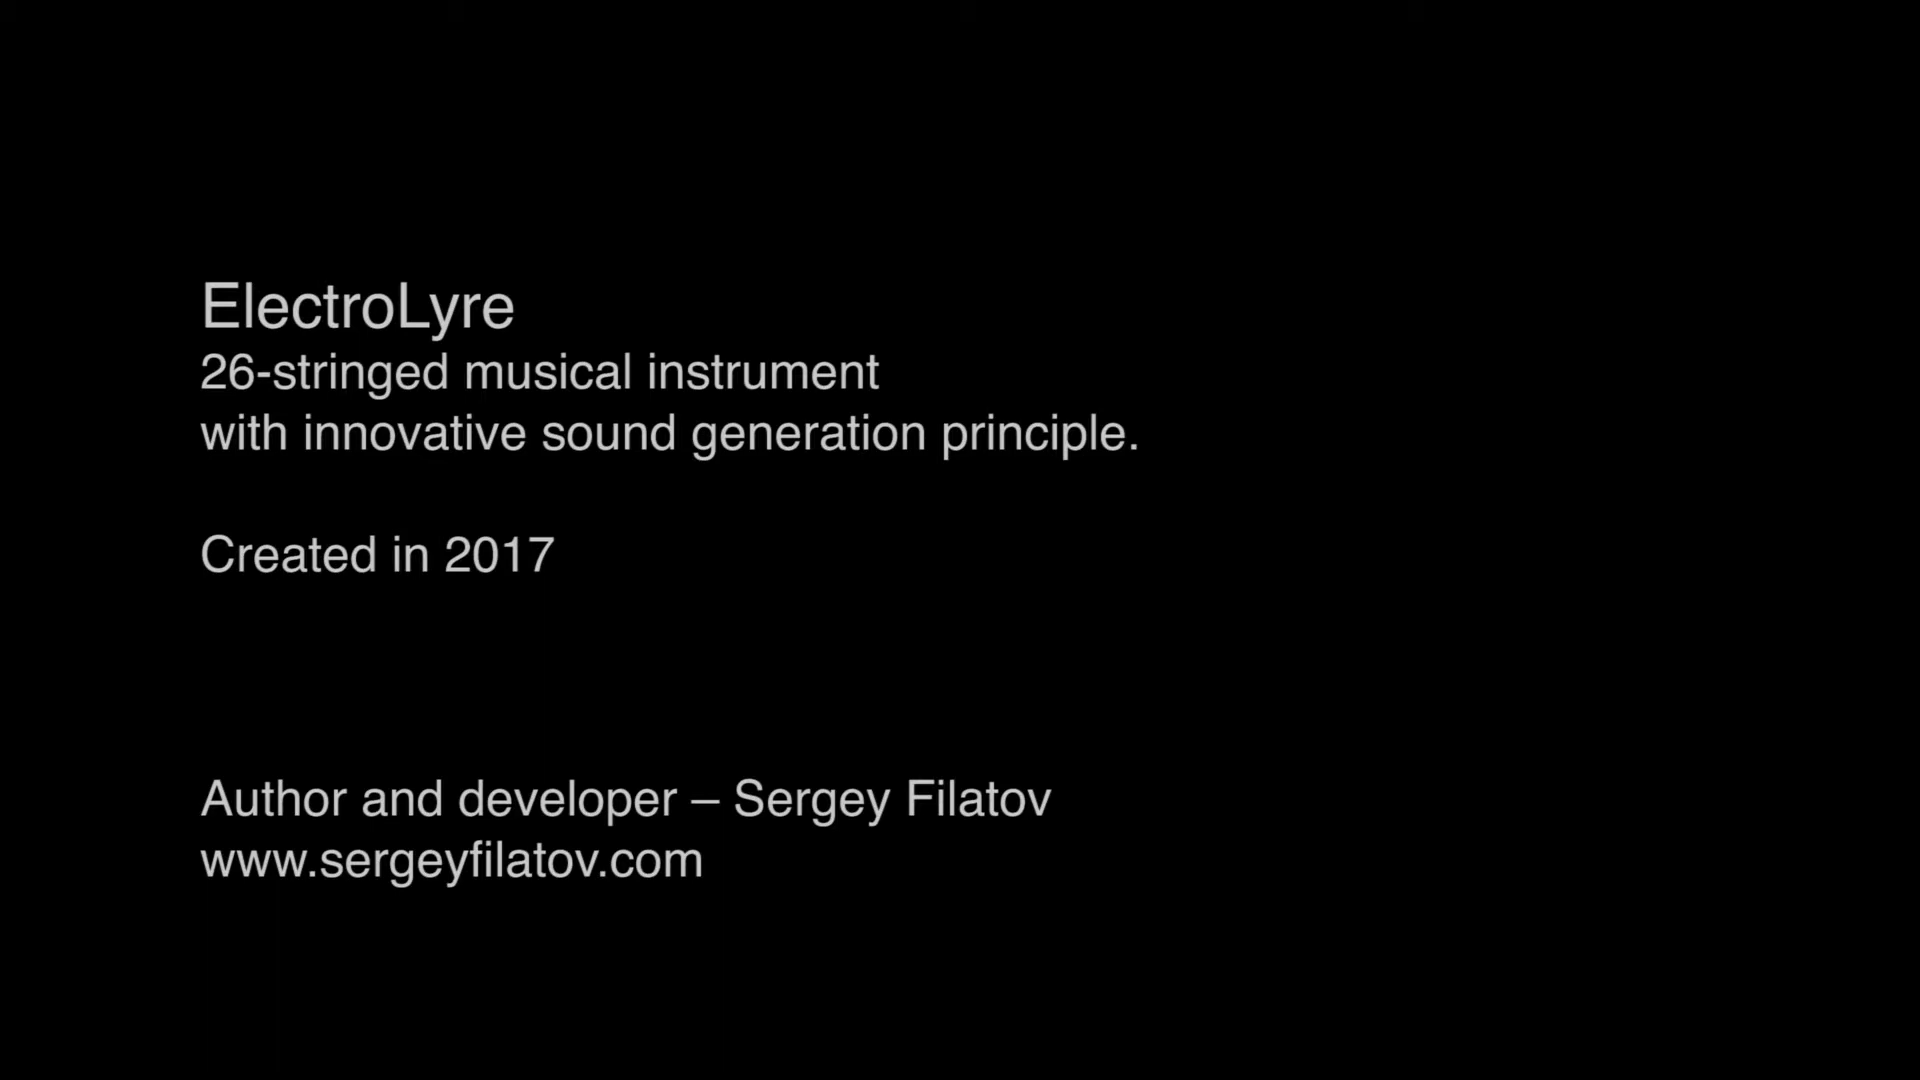 ElectroLyre
26-stringed musical instrument
with innovative sound generation principle.
Created in 2017
Author and developer – Sergey Filatov
www.sergeyfilatov.com